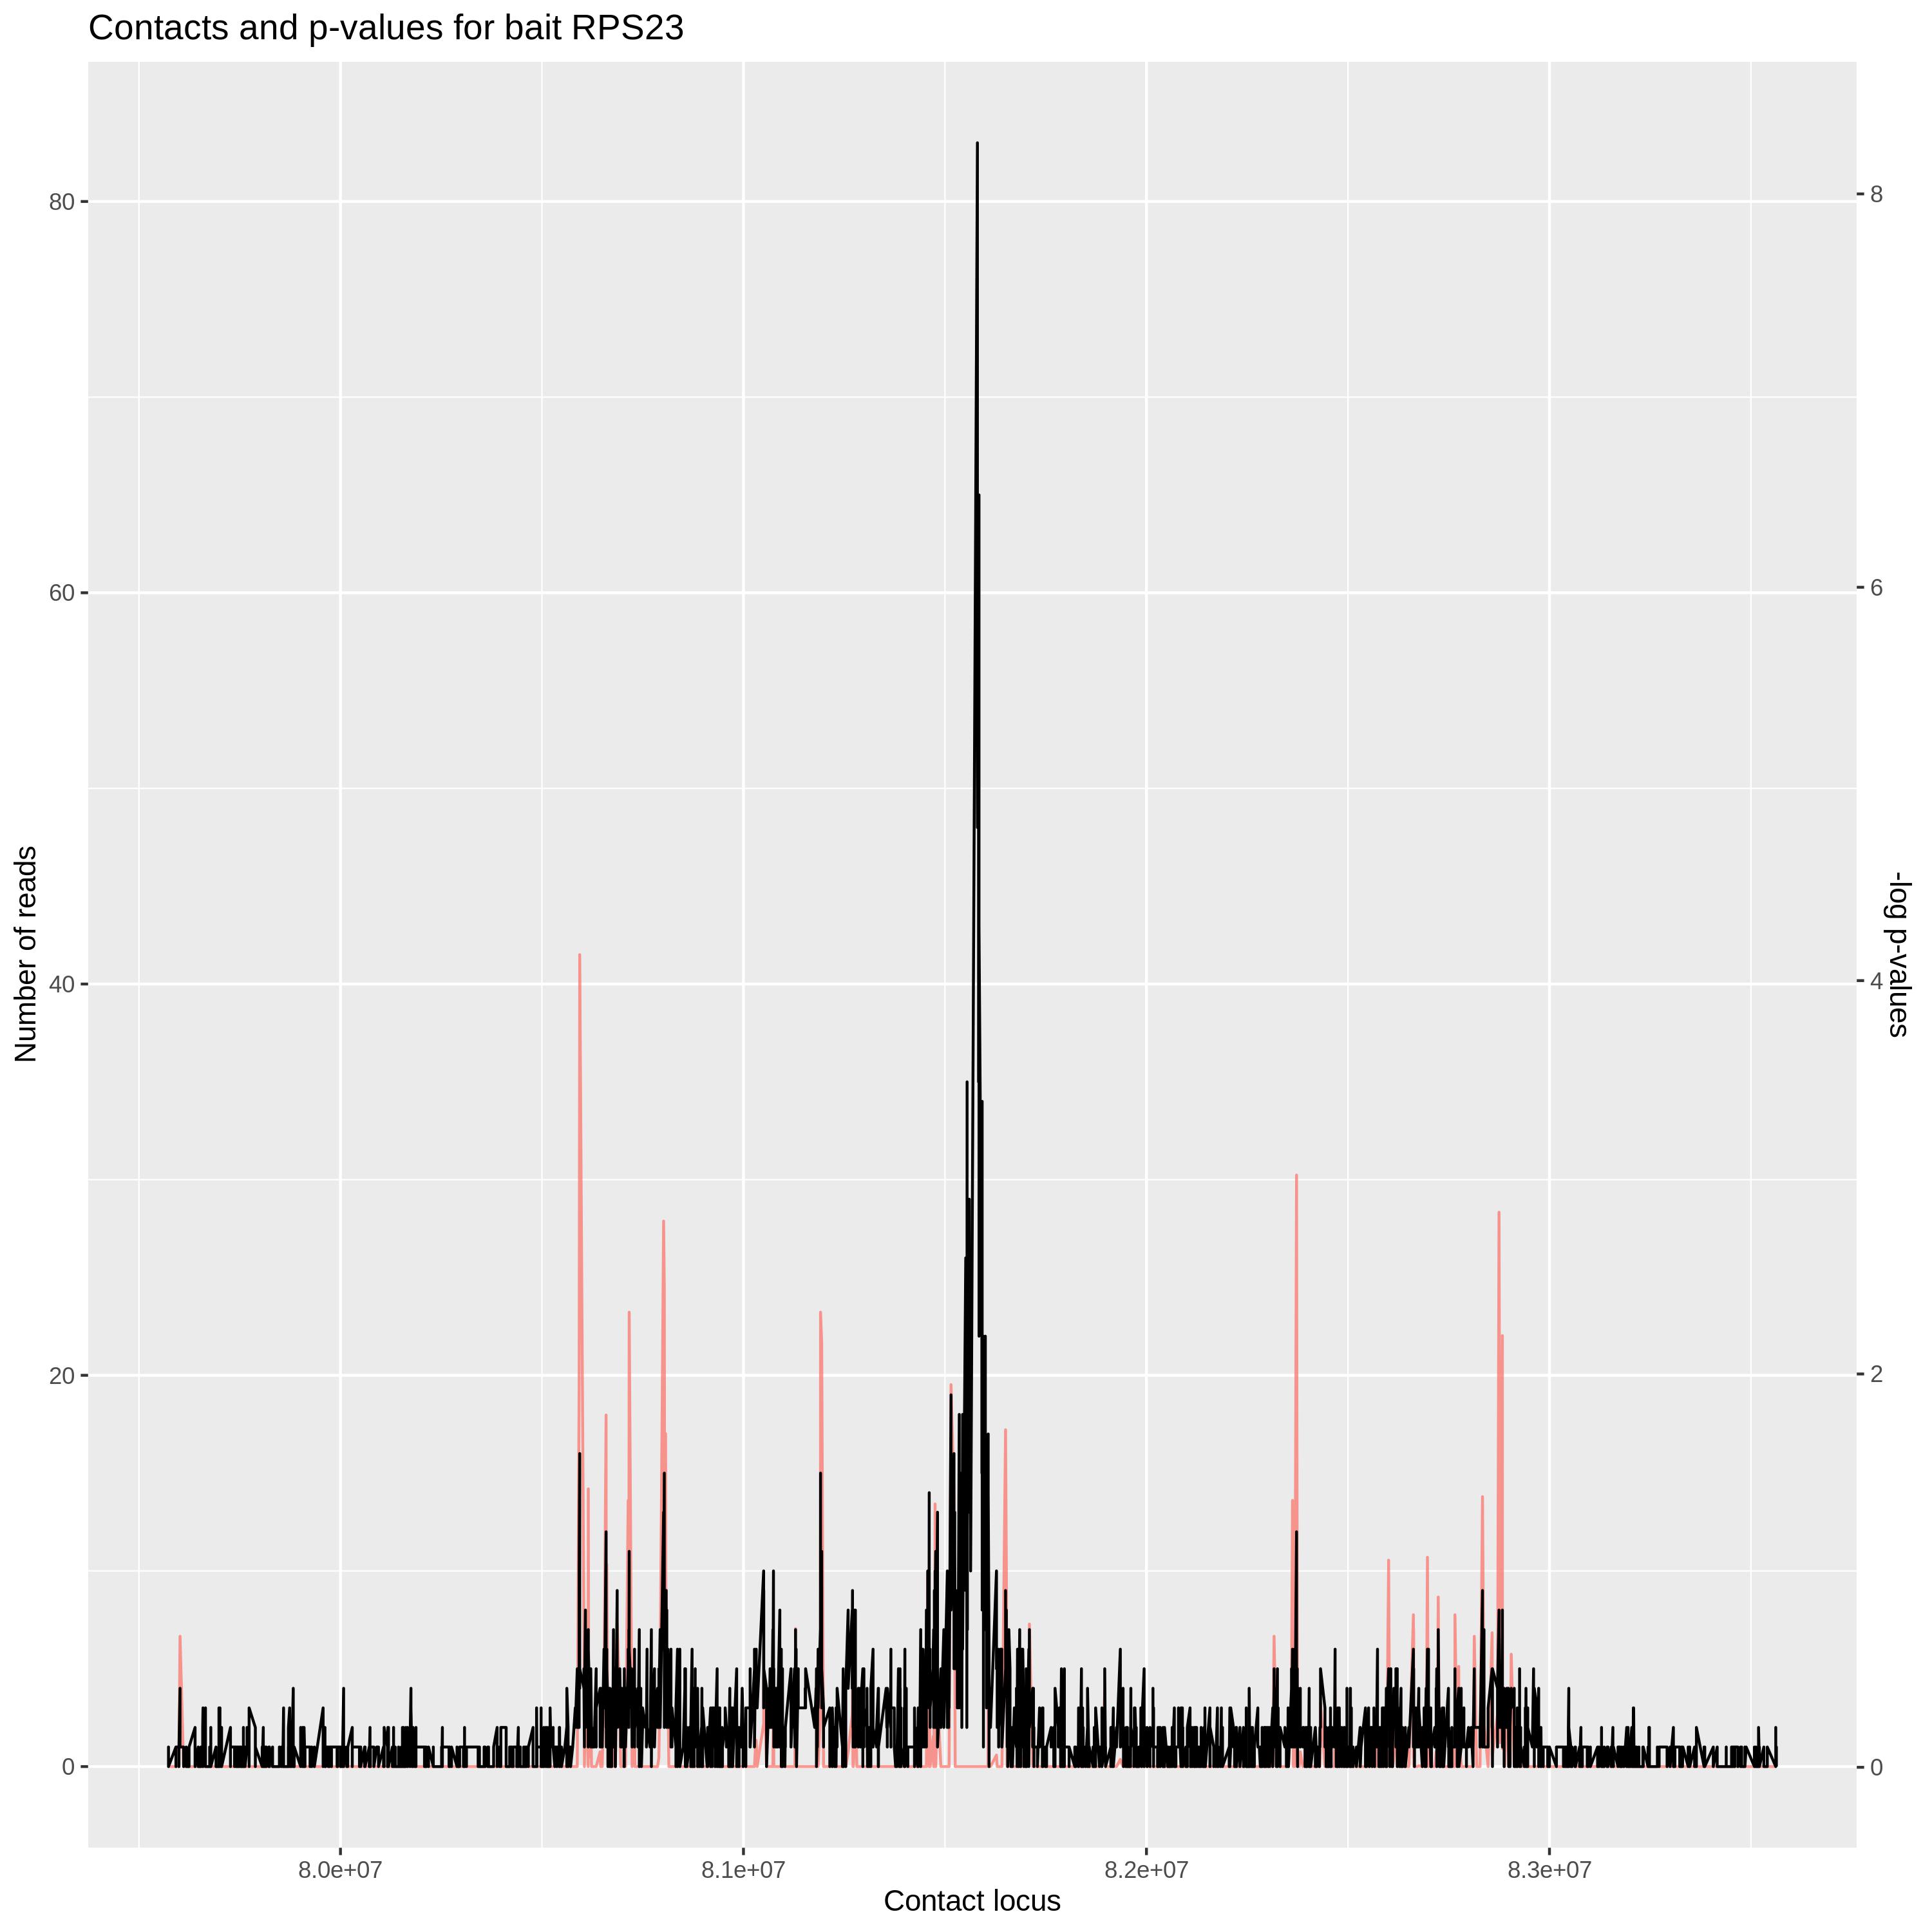 Contacts and p-values for bait RPS23
80
60
40
20
0
Number of reads
8
6
4
2
0
-log p-values
8.0e+07
8.1e+07
8.2e+07
8.3e+07
Contact locus